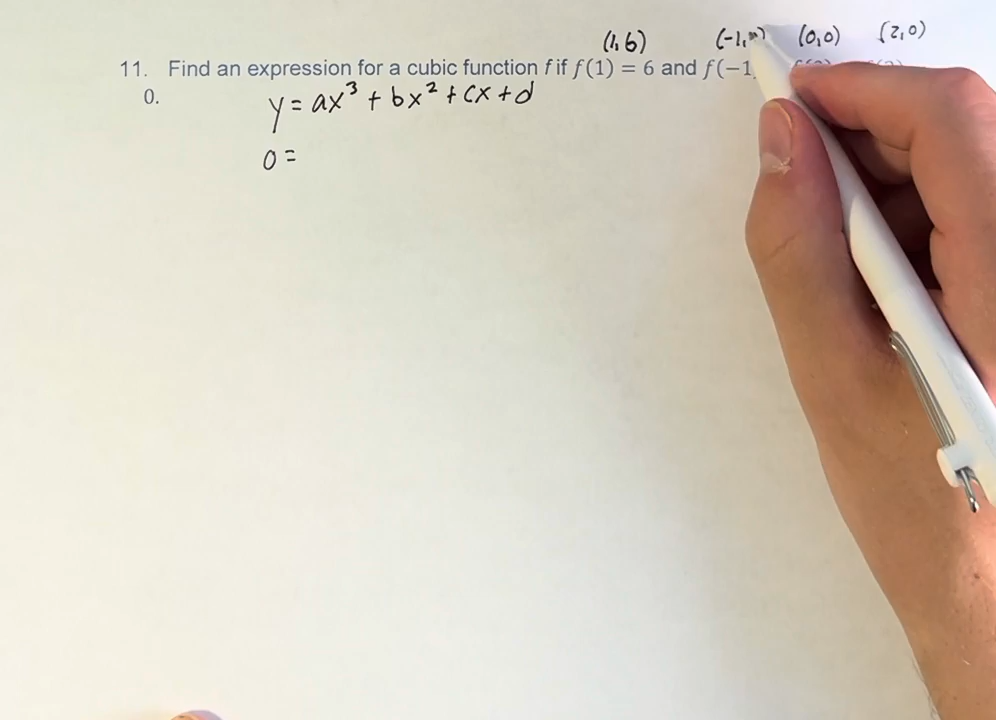 (1,6) (-1, (0,0) (2,0)
11. Find an expression for a cubic function f if f(1) = 6 and f(−1
0.
y = ax³ + bx² + cx + d
0 =